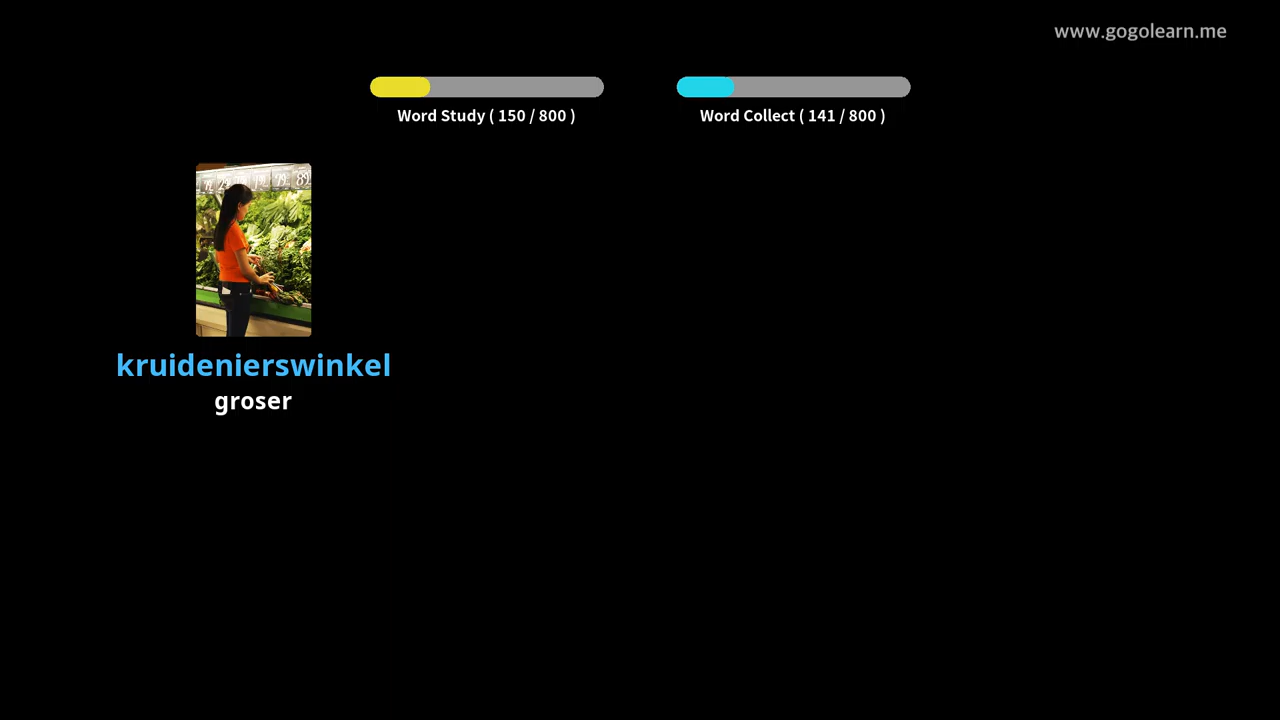 www.gogolearn.me
Word Study ( 150 / 800 )
Word Collect ( 141 / 800 )
kruidenierswinkel
groser